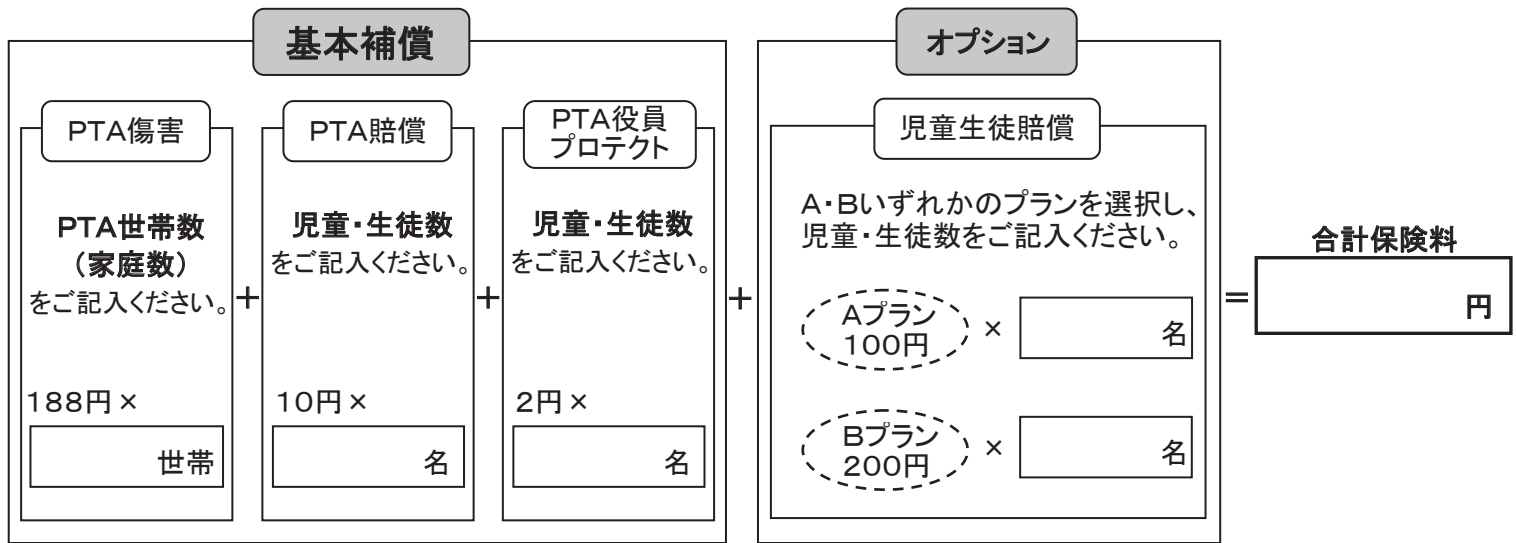 基本補償
PTA傷害
PTA世帯数
(家庭数)
をご記入ください。
188円×
世帯
+
PTA賠償
児童・生徒数
をご記入ください。
10円×
名
+
PTA役員
プロテクト
児童・生徒数
をご記入ください。
2円×
名
+
オプション
児童生徒賠償
A・Bいずれかのプランを選択し、
児童・生徒数をご記入ください。
Aプラン
100円
×
名
Bプラン
200円
×
名
=
合計保険料
円